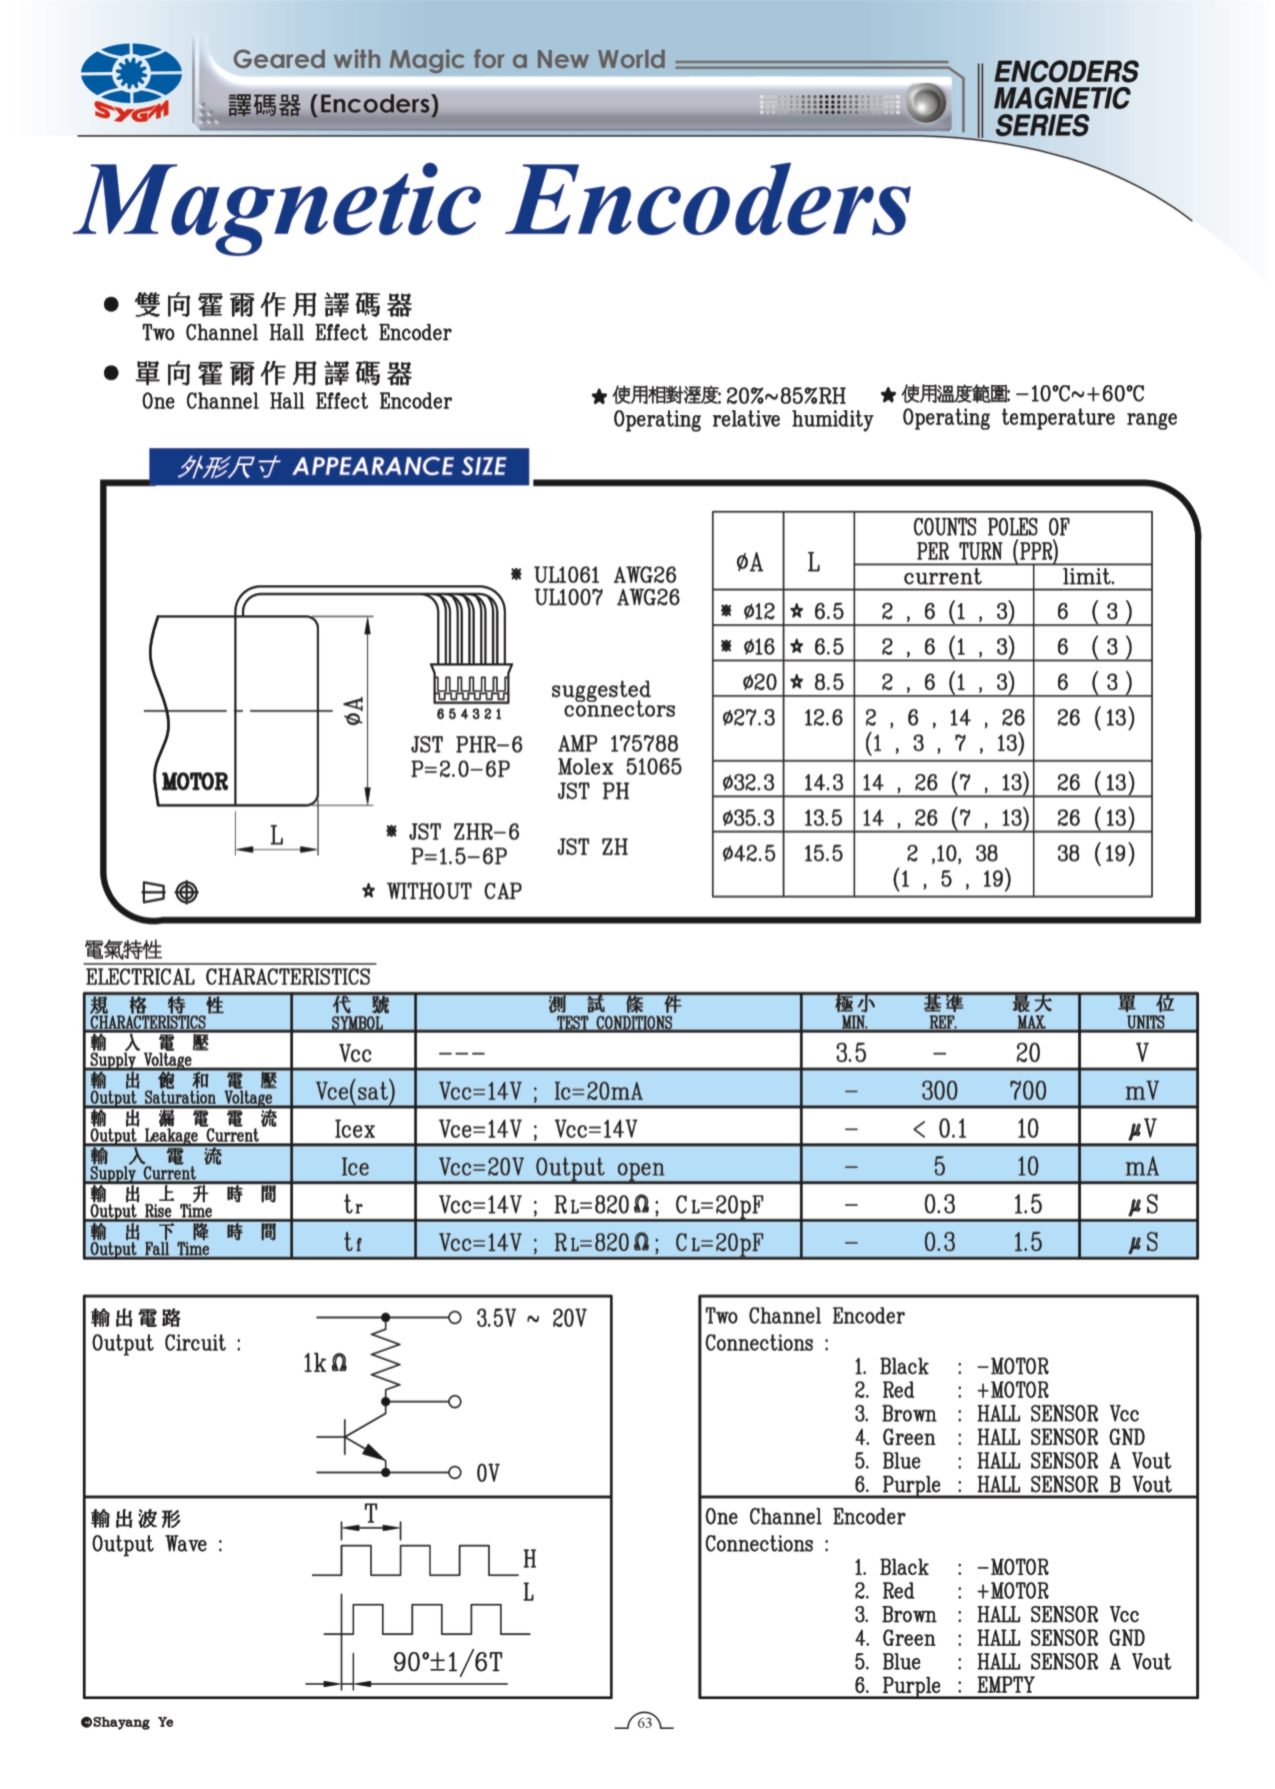 SYGM
Geared with Magic for a New World
譯碼器 (Encoders)
ENCODERS
MAGNETIC
SERIES
Magnetic Encoders
● 雙向霍爾作用譯碼器
Two Channel Hall Effect Encoder
● 單向霍爾作用譯碼器
One Channel Hall Effect Encoder
★ 使用相對溼度: 20%~85%RH
Operating relative humidity
★ 使用溫度範圍: −10°C~+60°C
Operating temperature range
外形尺寸 APPEARANCE SIZE
※ UL1061 AWG26
UL1007 AWG26
MOTOR
øA
L
6 5 4 3 2 1
JST PHR−6
P=2.0−6P
※ JST ZHR−6
P=1.5−6P
☆ WITHOUT CAP
suggested
connectors
AMP 175788
Molex 51065
JST PH
JST ZH
øA L COUNTS POLES OF
PER TURN (PPR)
current limit.
※ ø12 ☆ 6.5 2 , 6 (1 , 3) 6 ( 3 )
※ ø16 ☆ 6.5 2 , 6 (1 , 3) 6 ( 3 )
ø20 ☆ 8.5 2 , 6 (1 , 3) 6 ( 3 )
ø27.3 12.6 2 , 6 , 14 , 26 26 (13)
(1 , 3 , 7 , 13)
ø32.3 14.3 14 , 26 (7 , 13) 26 (13)
ø35.3 13.5 14 , 26 (7 , 13) 26 (13)
ø42.5 15.5 2 ,10, 38 38 (19)
(1 , 5 , 19)
電氣特性
ELECTRICAL CHARACTERISTICS
規格特性 代號 測試條件 極小 基準 最大 單位
CHARACTERISTICS SYMBOL TEST CONDITIONS MIN. REF. MAX. UNITS
輸入電壓
Supply Voltage Vcc −−− 3.5 − 20 V
輸出飽和電壓
Output Saturation Voltage Vce(sat) Vcc=14V ; Ic=20mA − 300 700 mV
輸出漏電電流
Output Leakage Current Icex Vce=14V ; Vcc=14V − < 0.1 10 μV
輸入電流
Supply Current Ice Vcc=20V Output open − 5 10 mA
輸出上升時間
Output Rise Time tr Vcc=14V ; RL=820Ω; CL=20pF − 0.3 1.5 μS
輸出下降時間
Output Fall Time tf Vcc=14V ; RL=820Ω; CL=20pF − 0.3 1.5 μS
輸出電路
Output Circuit :
3.5V ~ 20V
1kΩ
0V
輸出波形
Output Wave :
T
H
L
90°±1/6T
Two Channel Encoder
Connections :
1. Black : −MOTOR
2. Red : +MOTOR
3. Brown : HALL SENSOR Vcc
4. Green : HALL SENSOR GND
5. Blue : HALL SENSOR A Vout
6. Purple : HALL SENSOR B Vout
One Channel Encoder
Connections :
1. Black : −MOTOR
2. Red : +MOTOR
3. Brown : HALL SENSOR Vcc
4. Green : HALL SENSOR GND
5. Blue : HALL SENSOR A Vout
6. Purple : EMPTY
©Shayang Ye
63